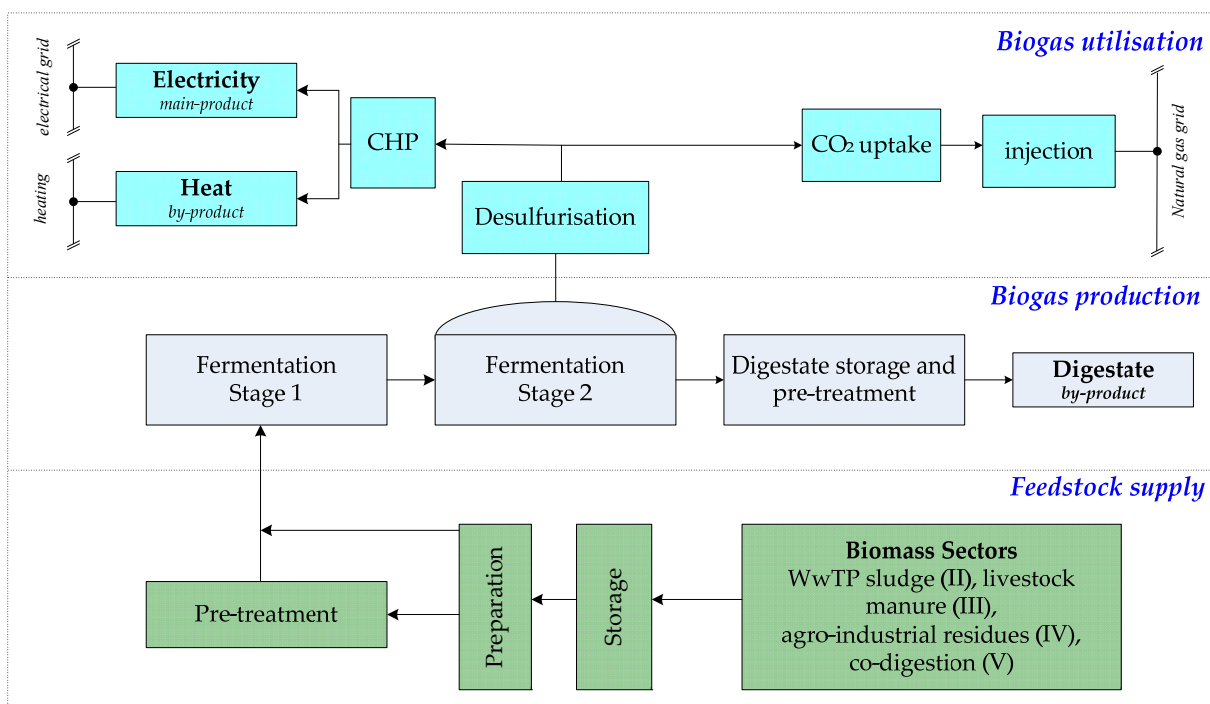 Biogas utilisation
electrical grid
Electricity
main-product
CHP
CO2 uptake
injection
Natural gas grid
heating
Heat
by-product
Desulfurisation
Biogas production
Fermentation
Stage 1
Fermentation
Stage 2
Digestate storage and
pre-treatment
Digestate
by-product
Feedstock supply
Pre-treatment
Preparation
Storage
Biomass Sectors
WwTP sludge (II), livestock
manure (III),
agro-industrial residues (IV),
co-digestion (V)